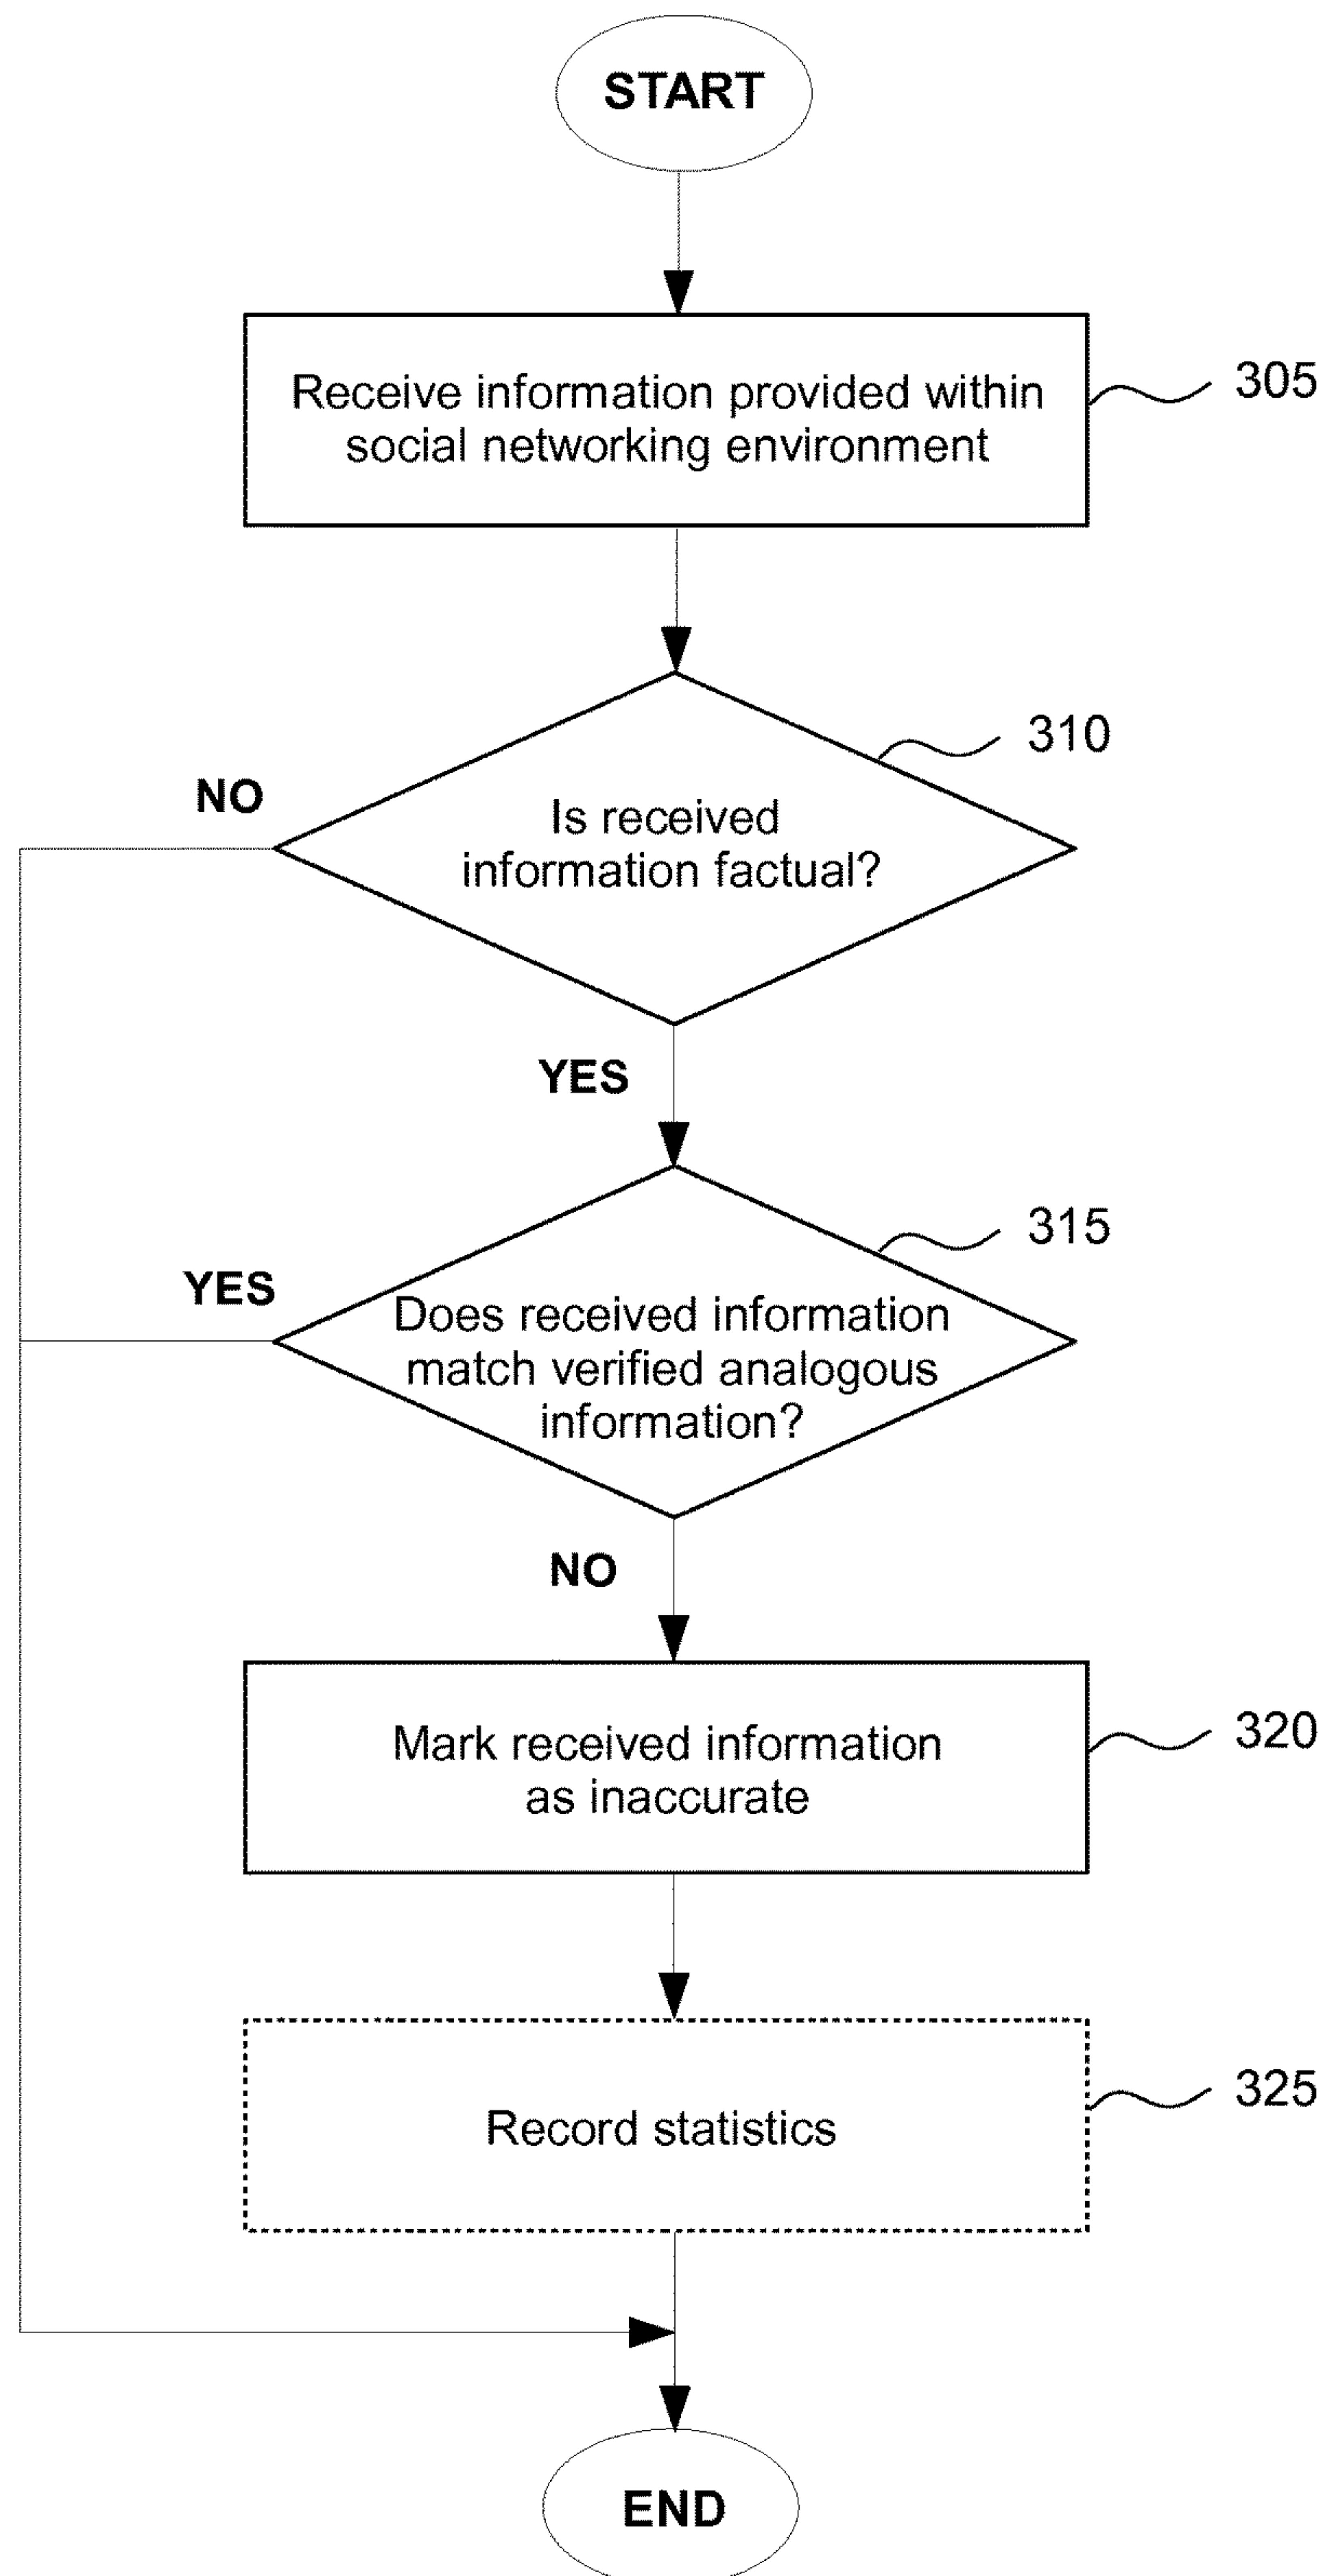 START
Receive information provided within
social networking environment
305
310
NO
Is received
information factual?
YES
315
YES
Does received information
match verified analogous
information?
NO
Mark received information
as inaccurate
320
Record statistics
325
END